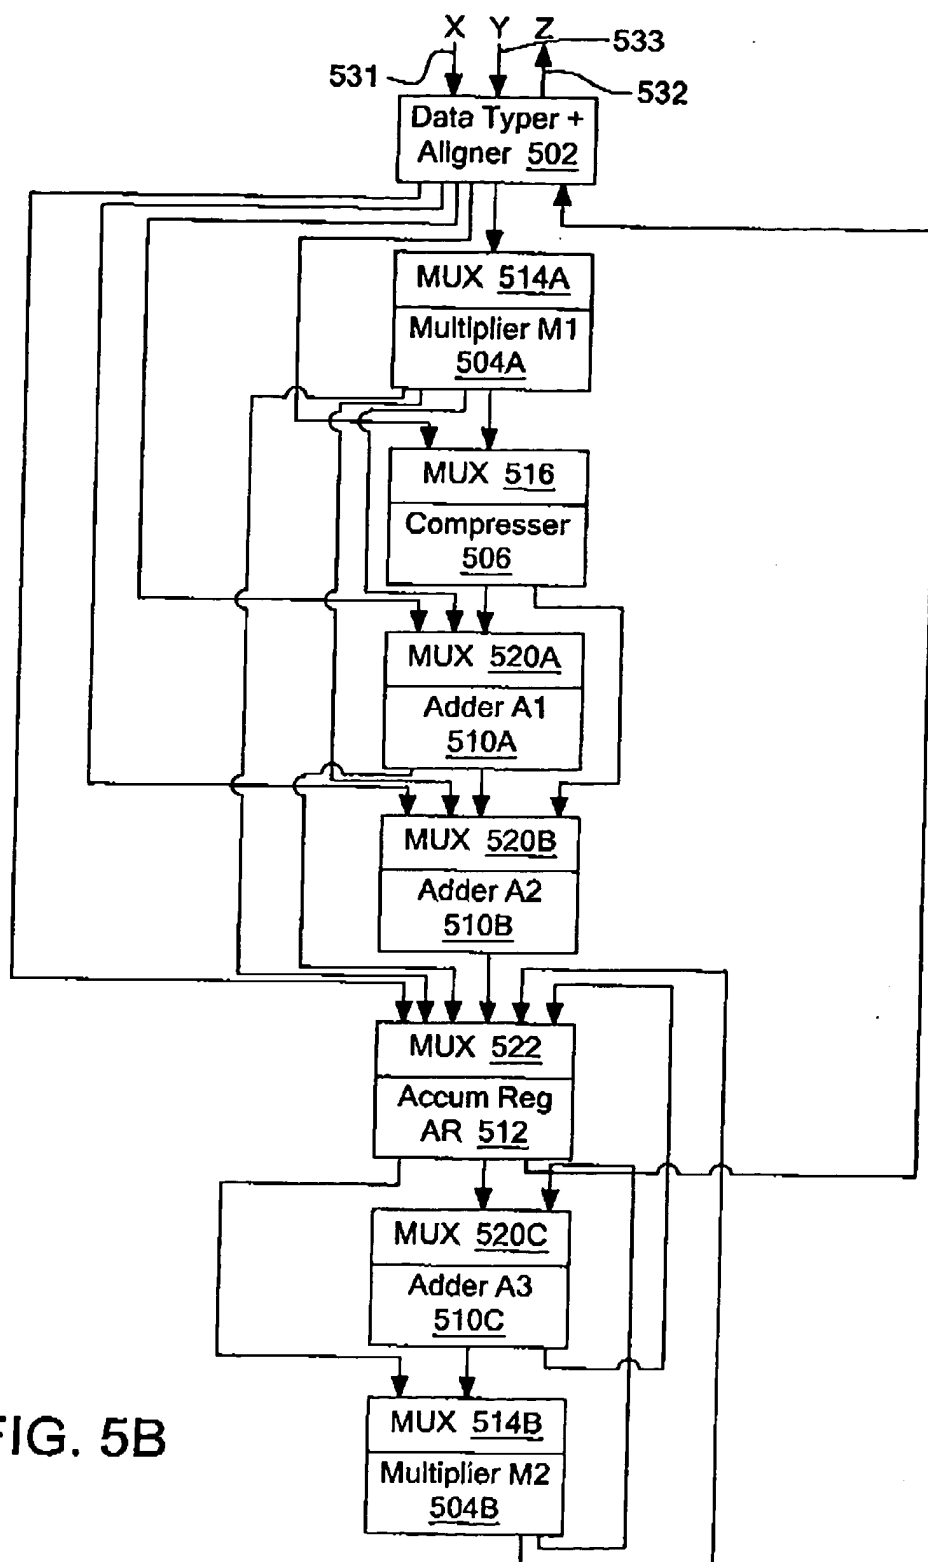 X Y Z
533
531
532
Data Typer +
Aligner 502
MUX 514A
Multiplier M1
504A
MUX 516
Compresser
506
MUX 520A
Adder A1
510A
MUX 520B
Adder A2
510B
MUX 522
Accum Reg
AR 512
MUX 520C
Adder A3
510C
MUX 514B
Multiplier M2
504B
FIG. 5B